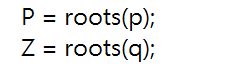 P = roots(p);
Z = roots(q);